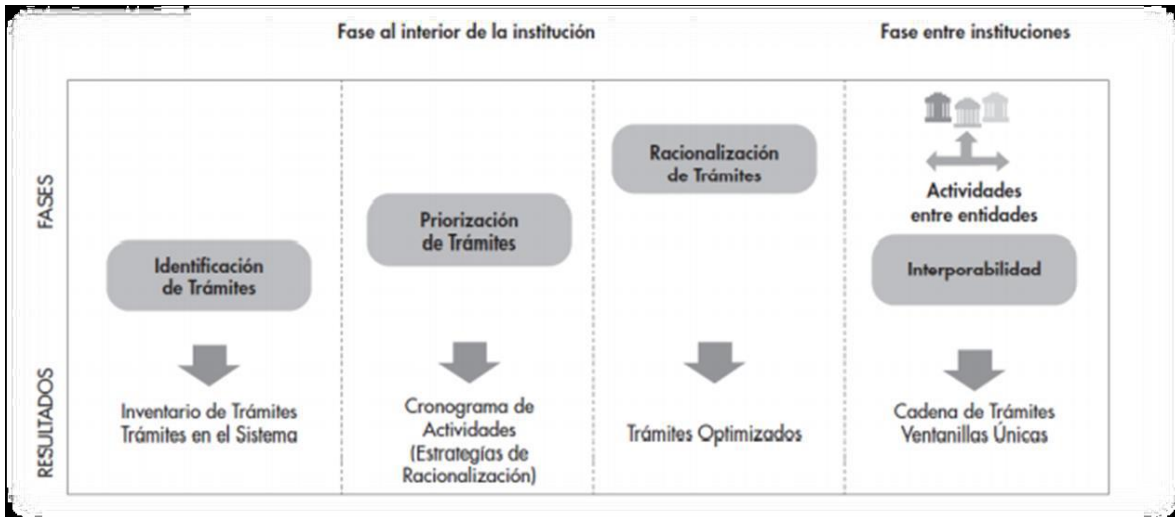 Fase al interior de la institución
Fase entre instituciones
FASES
Identificación
de Trámites
Priorización
de Trámites
Racionalización
de Trámites
Actividades
entre entidades
Interporabilidad
RESULTADOS
Inventario de Trámites
Trámites en el Sistema
Cronograma de
Actividades
(Estrategías de
Racionalización)
Trámites Optimizados
Cadena de Trámites
Ventanillas Únicas